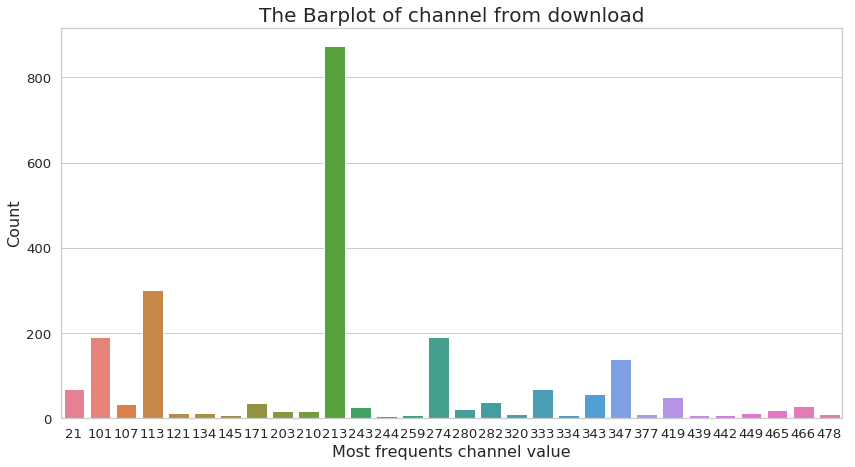 The Barplot of channel from download
Count
800
600
400
200
0
21 101 107 113 121 134 145 171 203 210 213 243 244 259 274 280 282 320 333 334 343 347 377 419 439 442 449 465 466 478
Most frequents channel value